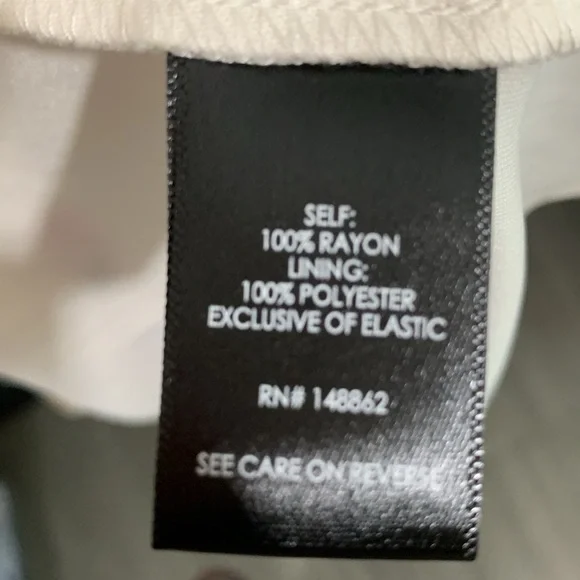 SELF:
100% RAYON
LINING:
100% POLYESTER
EXCLUSIVE OF ELASTIC
RN# 148862
SEE CARE ON REVERSE